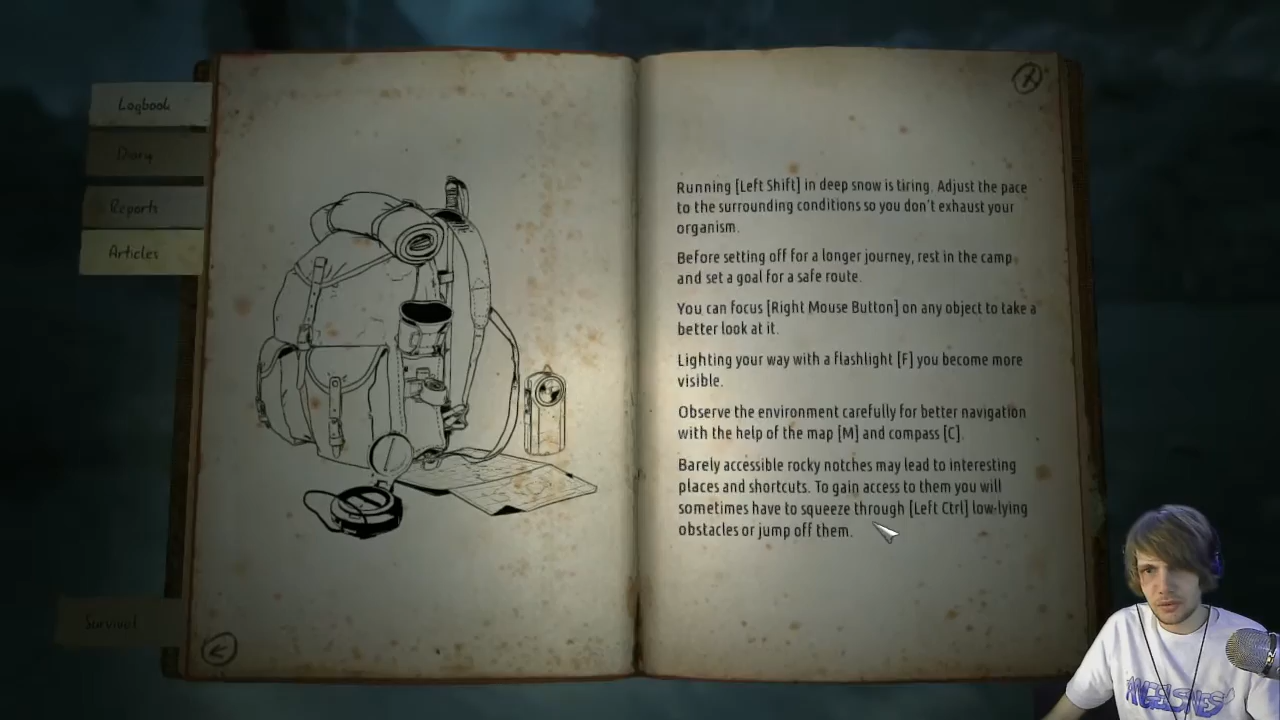 Logbook
Diary
Reports
Articles
Survival
Running [Left Shift] in deep snow is tiring. Adjust the pace
to the surrounding conditions so you don't exhaust your
organism.
Before setting off for a longer journey, rest in the camp
and set a goal for a safe route.
You can focus [Right Mouse Button] on any object to take a
better look at it.
Lighting your way with a flashlight [F] you become more
visible.
Observe the environment carefully for better navigation
with the help of the map [M] and compass [C].
Barely accessible rocky notches may lead to interesting
places and shortcuts. To gain access to them you will
sometimes have to squeeze through [Left Ctrl] low-lying
obstacles or jump off them.